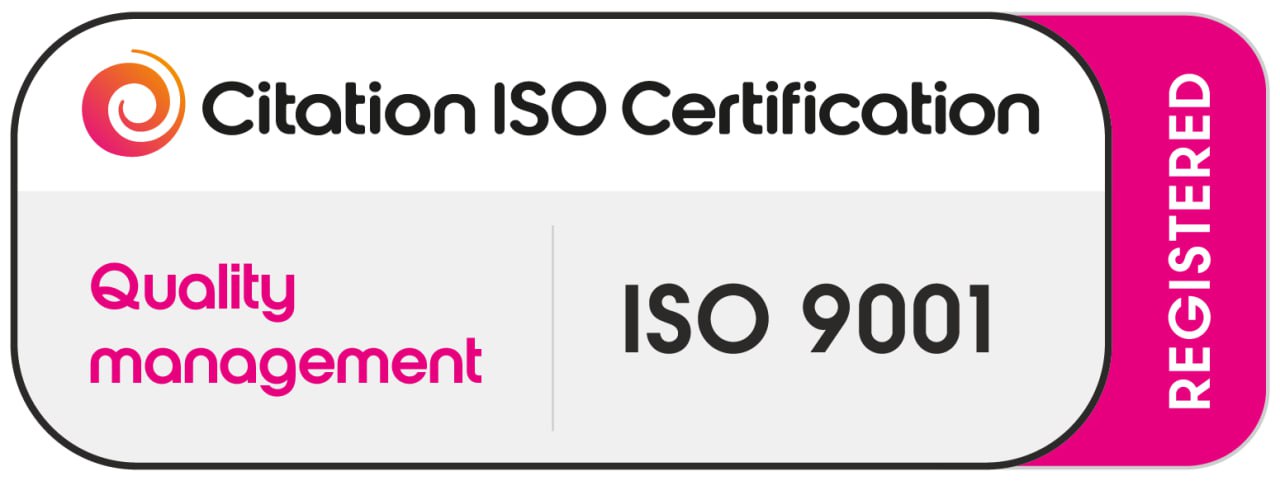 Citation ISO Certification
Quality
management
ISO 9001
REGISTERED